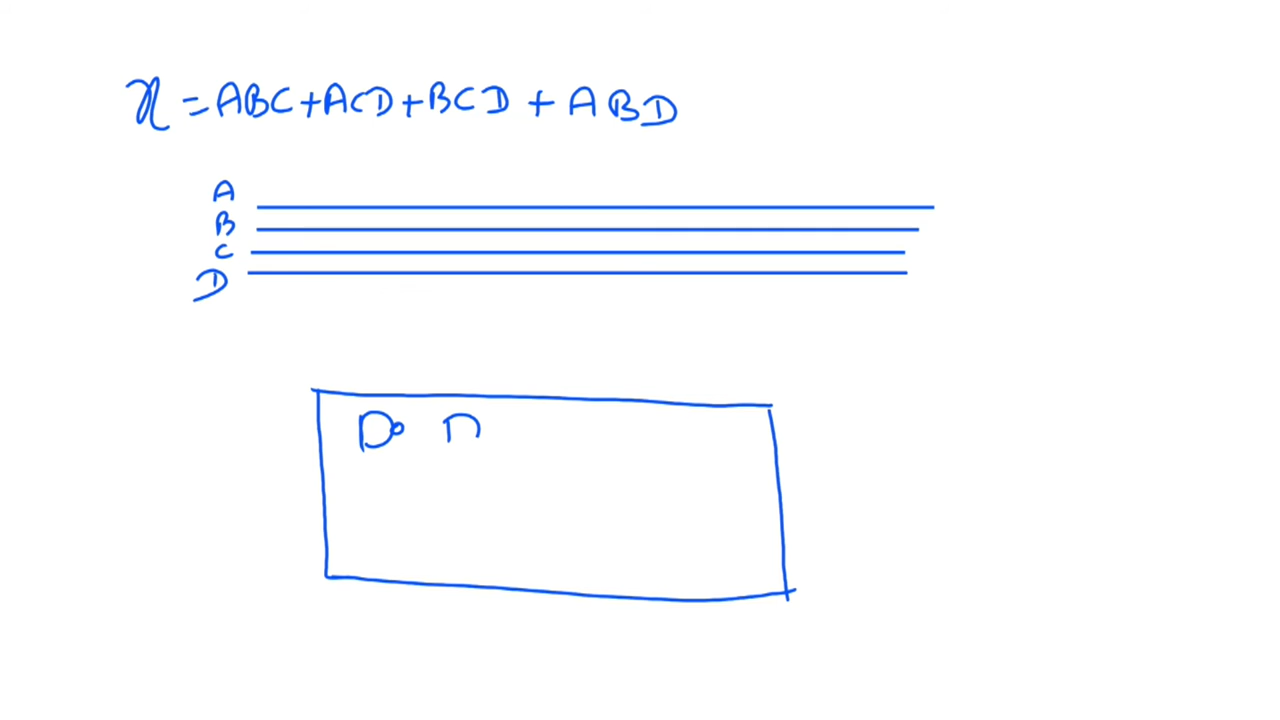 x = ABC + ACD + BCD + ABD
A
B
C
D